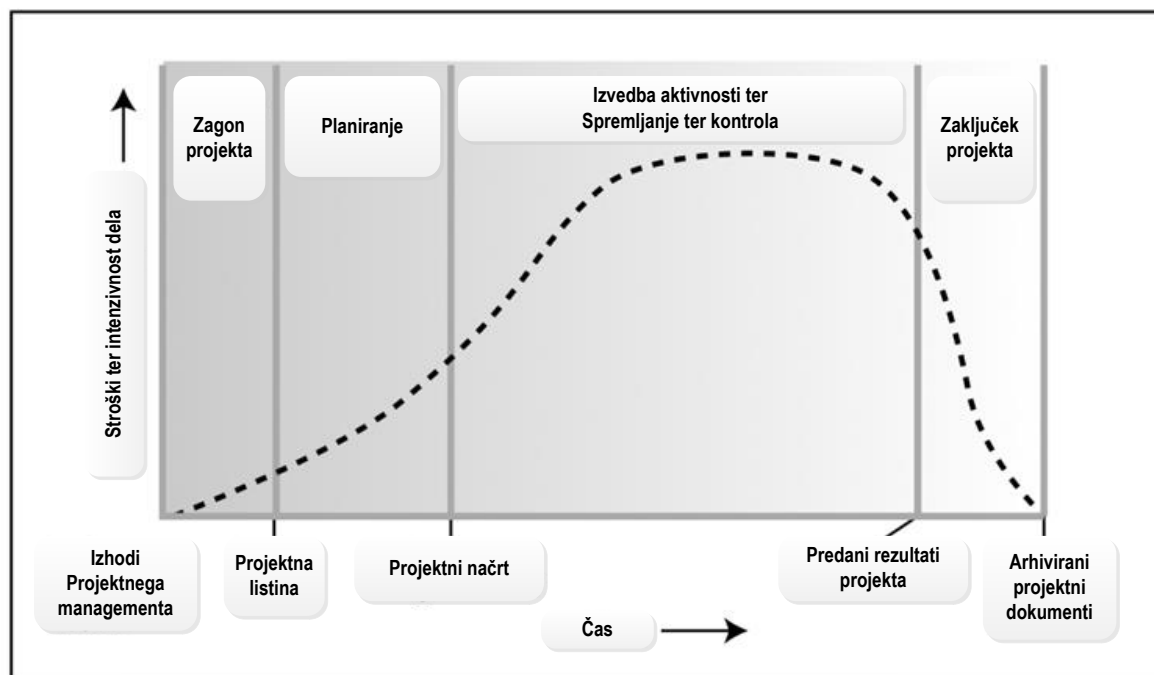 Zagon
projekta
Planiranje
Izvedba aktivnosti ter
Spremljanje ter kontrola
Zaključek
projekta
Stroški ter intenzivnost dela
Izhodi
Projektnega
managementa
Projektna
listina
Projektni načrt
Predani rezultati
projekta
Arhivirani
projektni
dokumenti
Čas